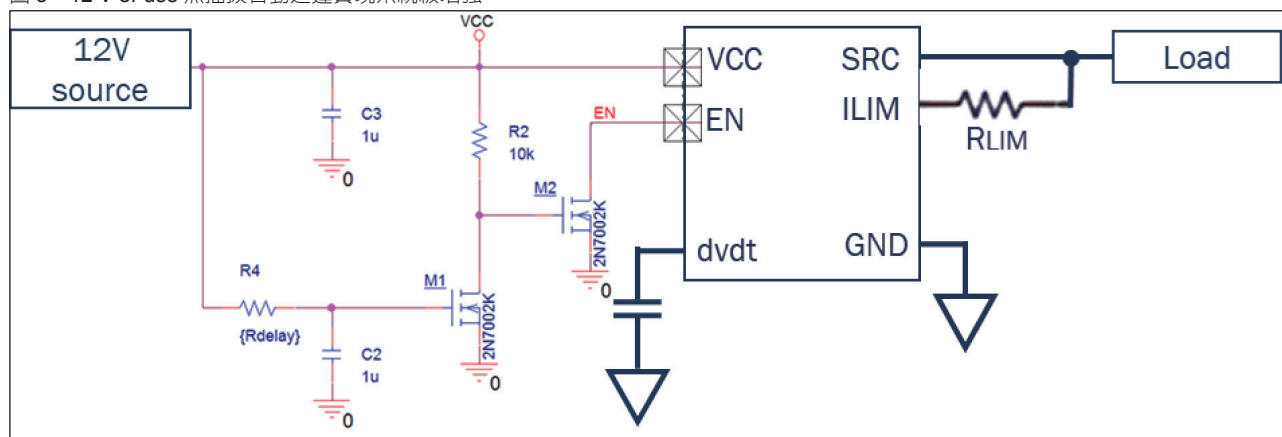 12V
source
VCC
C3
1u
0
R2
10k
EN
M2
2N7002K
0
R4
{Rdelay}
C2
1u
0
M1
2N7002K
0
VCC
EN
dvdt
SRC
ILIM
GND
RLIM
Load